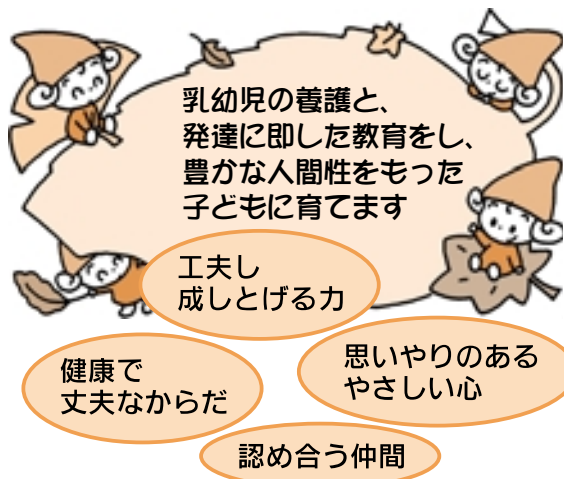 乳幼児の養護と、
発達に即した教育をし、
豊かな人間性をもった
子どもに育てます
工夫し
成しとげる力
思いやりのある
やさしい心
健康で
丈夫なからだ
認め合う仲間